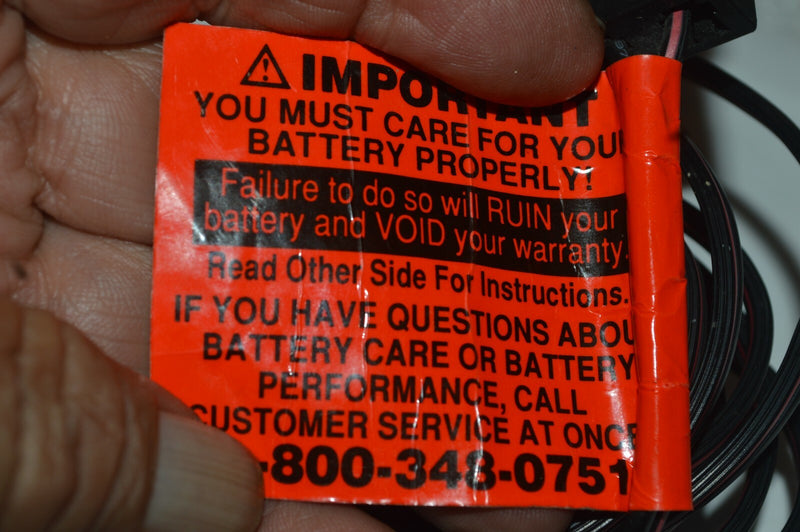 IMPORTANT
YOU MUST CARE FOR YOU
BATTERY PROPERLY!
Failure to do so will RUIN your
battery and VOID your warranty.
Read Other Side For Instructions.
IF YOU HAVE QUESTIONS ABOU
BATTERY CARE OR BATTERY
PERFORMANCE, CALL
CUSTOMER SERVICE AT ONCE
-800-348-0751